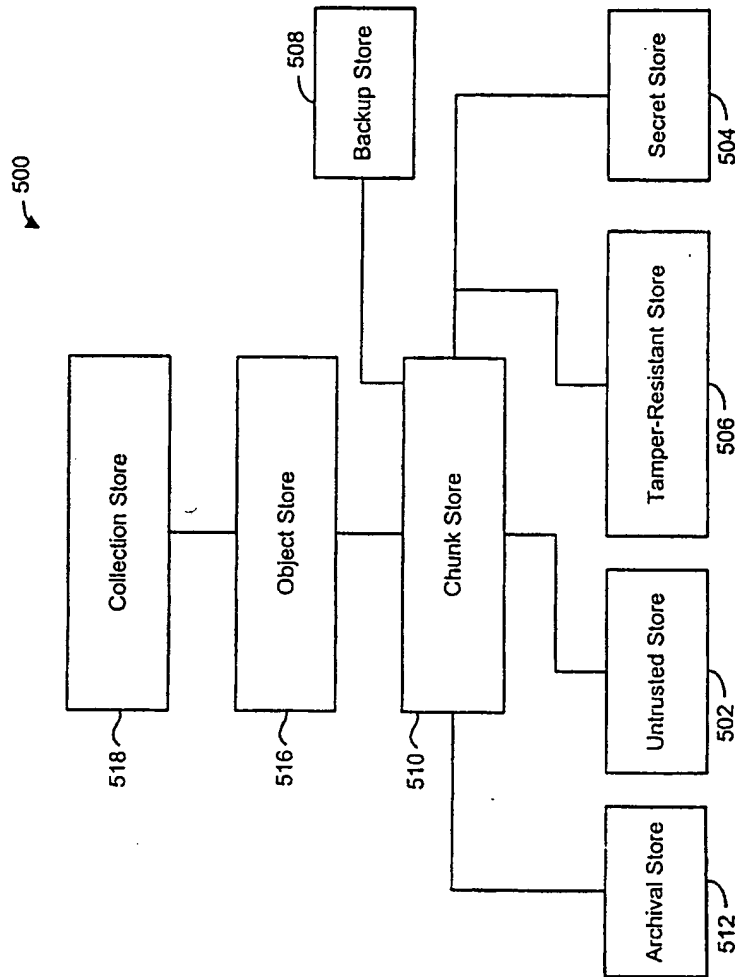 500
Collection Store
518
Object Store
516
Backup Store
508
Chunk Store
510
Archival Store
512
Untrusted Store
502
Tamper-Resistant Store
506
Secret Store
504